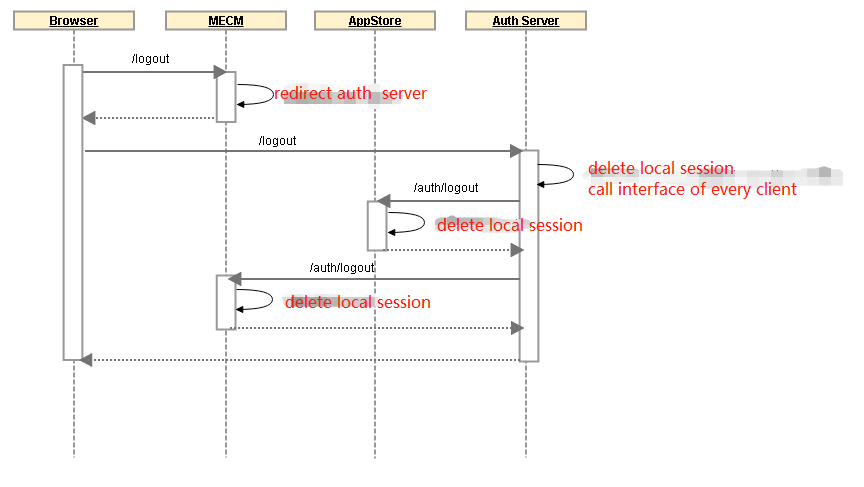 Browser
MECM
AppStore
Auth Server
/logout
redirect auth server
/logout
delete local session
call interface of every client
/auth/logout
delete local session
/auth/logout
delete local session